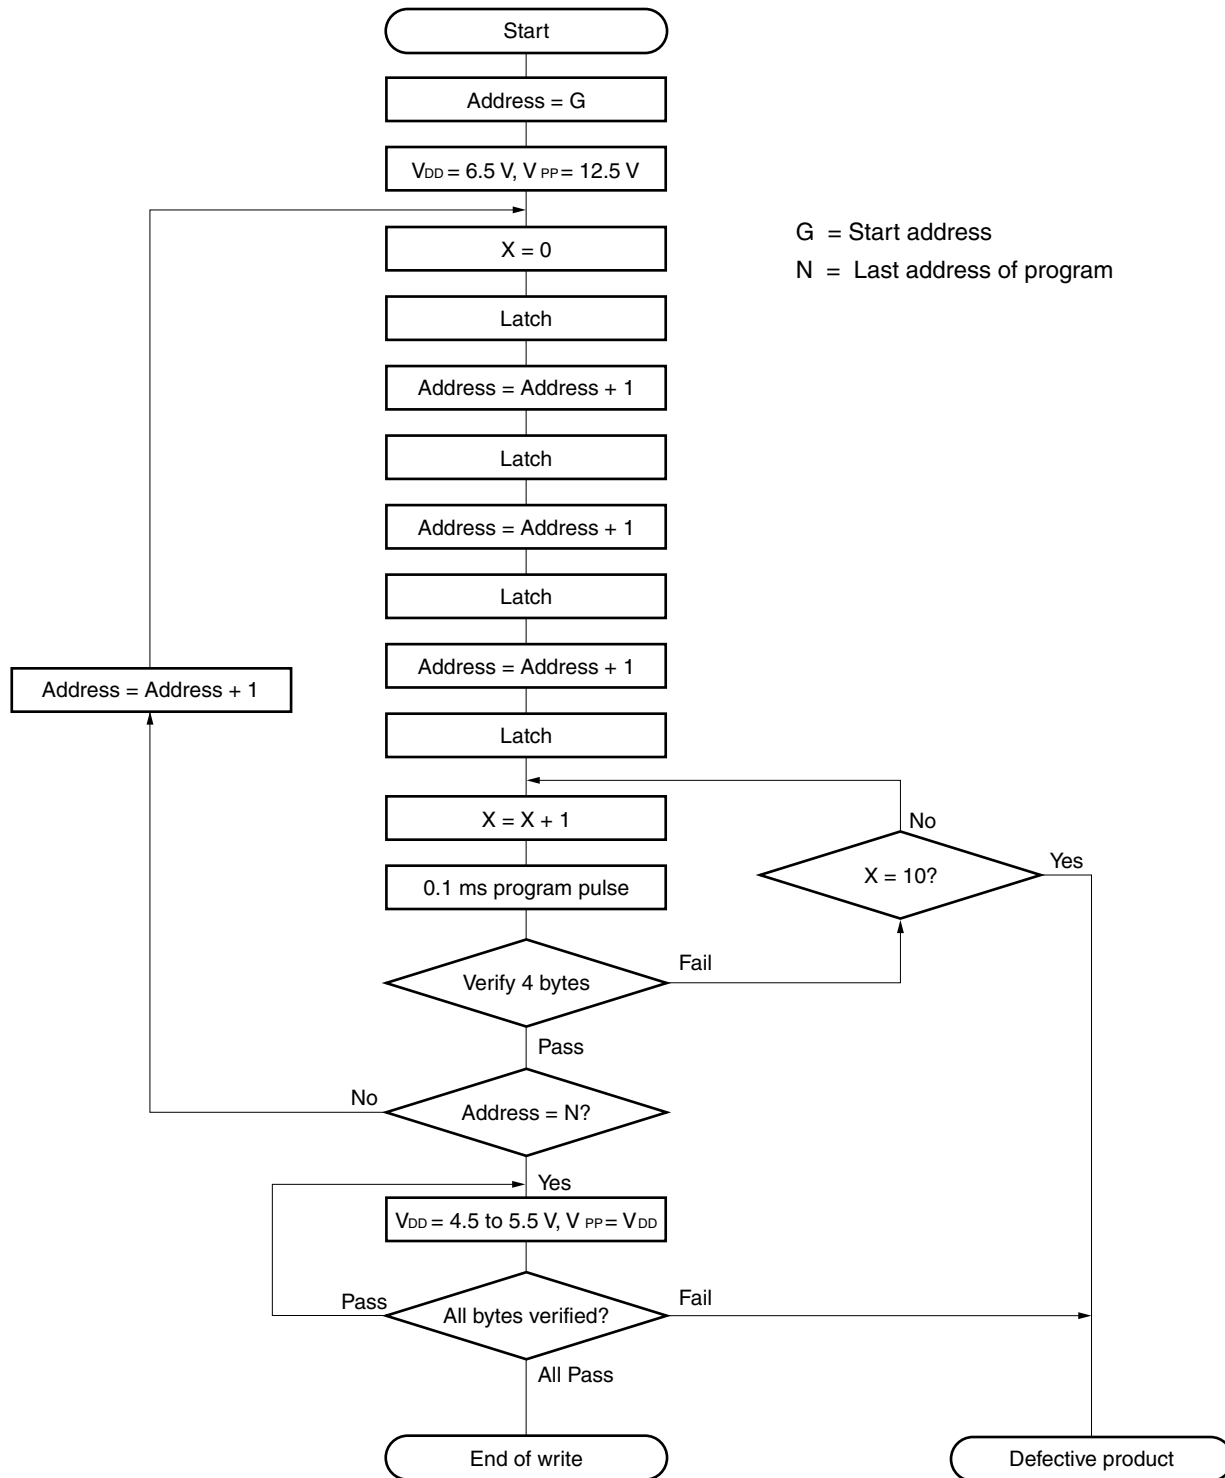 Start
Address = G
VDD = 6.5 V, VPP = 12.5 V
G = Start address
N = Last address of program
X = 0
Latch
Address = Address + 1
Latch
Address = Address + 1
Latch
Address = Address + 1
Address = Address + 1
Latch
X = X + 1
No
Yes
X = 10?
0.1 ms program pulse
Fail
Verify 4 bytes
Pass
No
Address = N?
Yes
VDD = 4.5 to 5.5 V, VPP = VDD
Pass
Fail
All bytes verified?
All Pass
End of write
Defective product